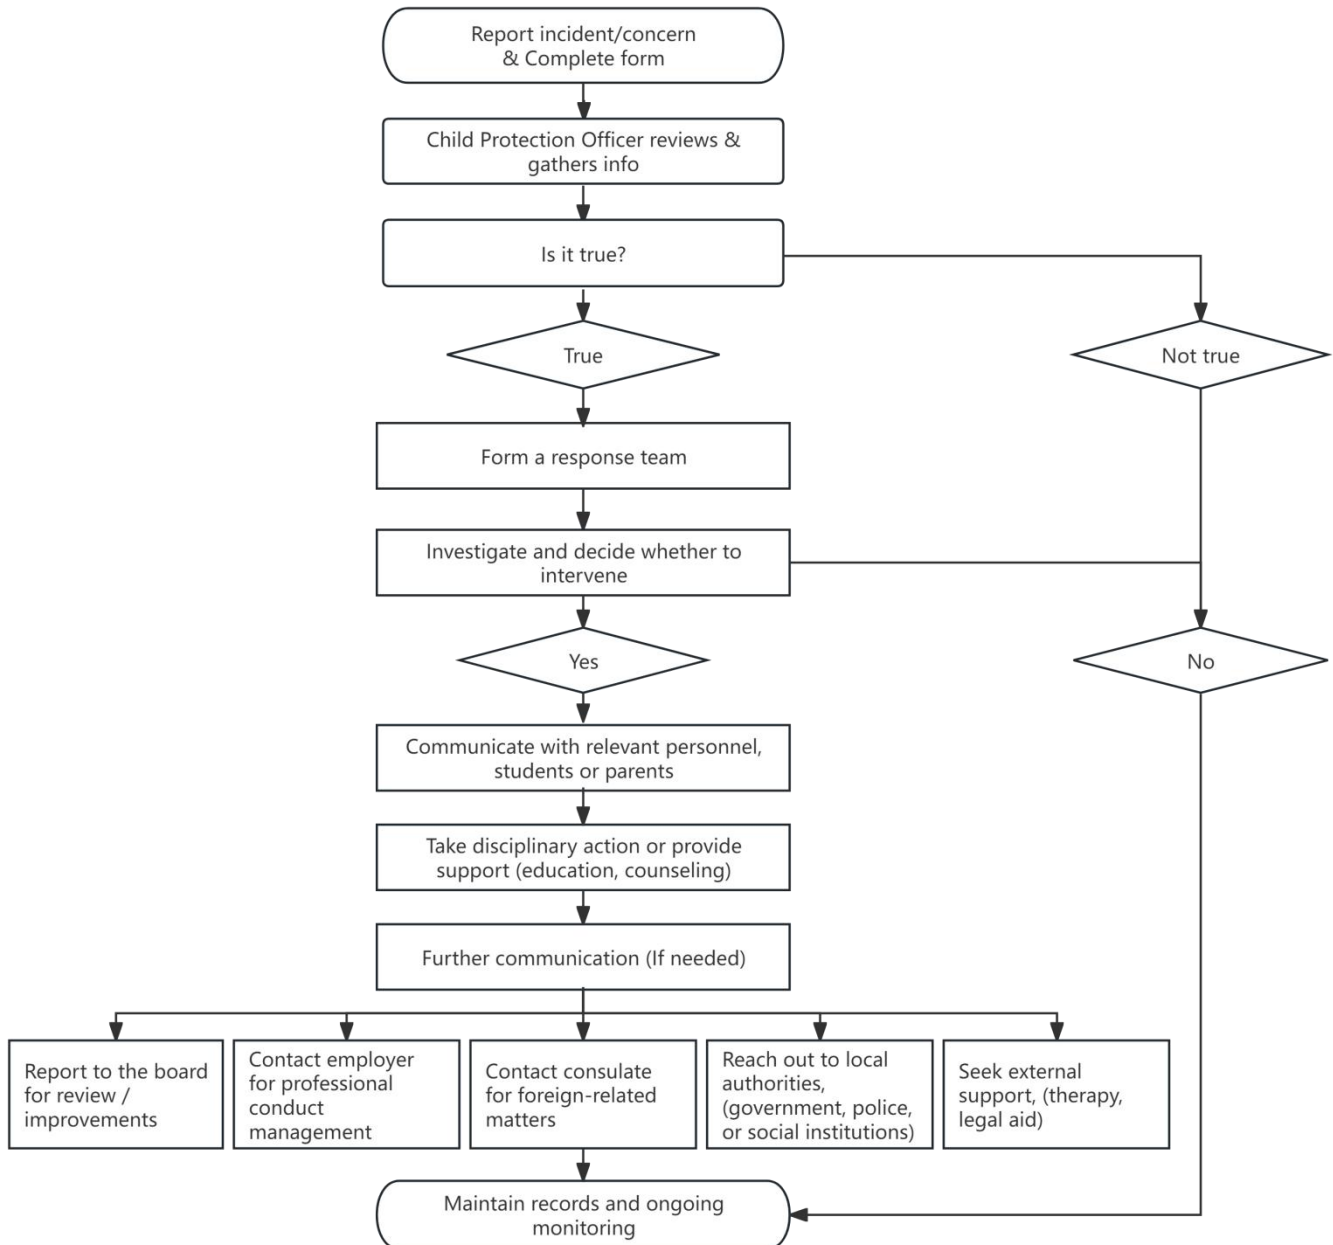 Report incident/concern
& Complete form
Child Protection Officer reviews &
gathers info
Is it true?
True
Not true
Form a response team
Investigate and decide whether to
intervene
Yes
No
Communicate with relevant personnel,
students or parents
Take disciplinary action or provide
support (education, counseling)
Further communication (If needed)
Report to the board
for review /
improvements
Contact employer
for professional
conduct
management
Contact consulate
for foreign-related
matters
Reach out to local
authorities,
(government, police,
or social institutions)
Seek external
support, (therapy,
legal aid)
Maintain records and ongoing
monitoring